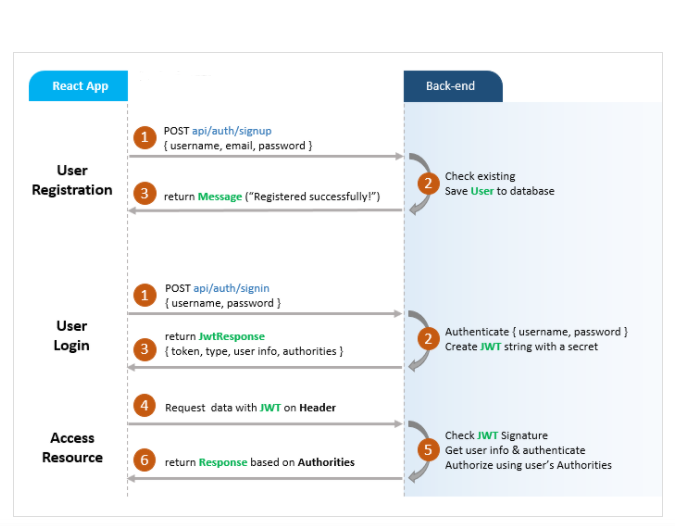 React App
Back-end
User
Registration
1
POST api/auth/signup
{ username, email, password }
2
Check existing
Save User to database
3
return Message ("Registered successfully!")
User
Login
1
POST api/auth/signin
{ username, password }
2
Authenticate { username, password }
Create JWT string with a secret
3
return JwtResponse
{ token, type, user info, authorities }
Access
Resource
4
Request data with JWT on Header
5
Check JWT Signature
Get user info & authenticate
Authorize using user's Authorities
6
return Response based on Authorities